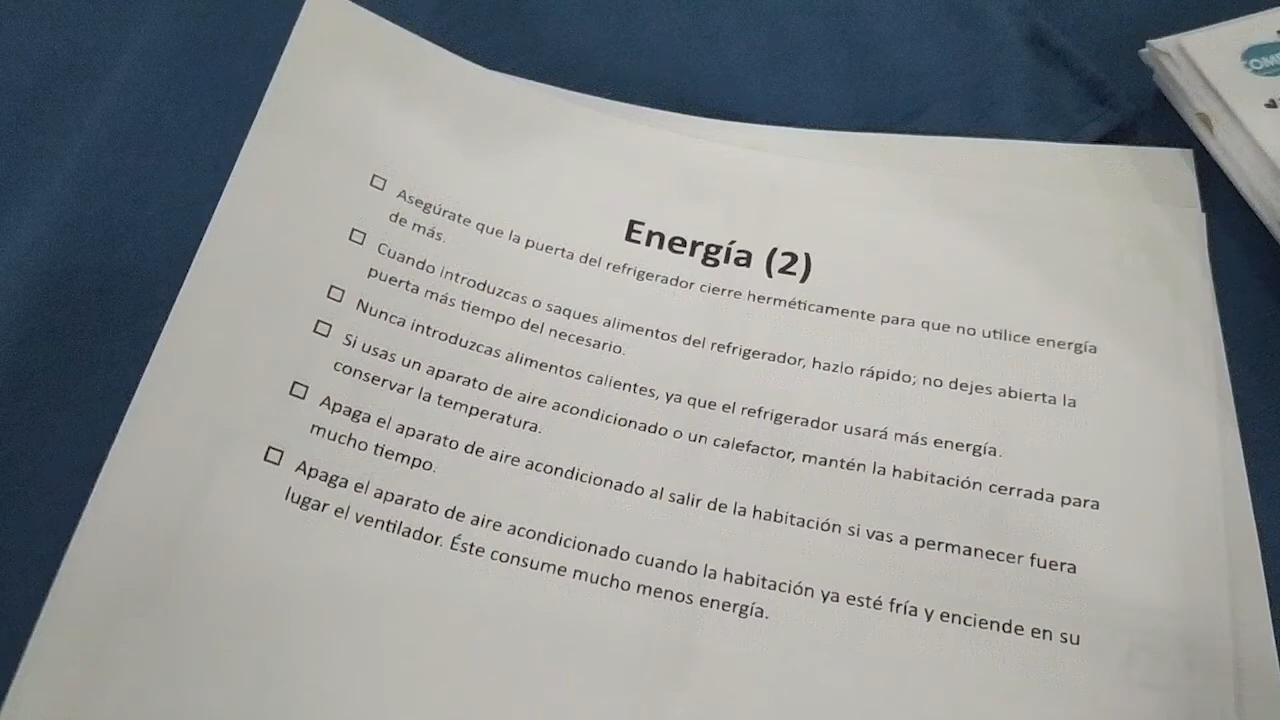 Energía (2)
☐ Asegúrate que la puerta del refrigerador cierre herméticamente para que no utilice energía
de más.
☐ Cuando introduzcas o saques alimentos del refrigerador, hazlo rápido; no dejes abierta la
puerta más tiempo del necesario.
☐ Nunca introduzcas alimentos calientes, ya que el refrigerador usará más energía.
☐ Si usas un aparato de aire acondicionado o un calefactor, mantén la habitación cerrada para
conservar la temperatura.
☐ Apaga el aparato de aire acondicionado al salir de la habitación si vas a permanecer fuera
mucho tiempo.
☐ Apaga el aparato de aire acondicionado cuando la habitación ya esté fría y enciende en su
lugar el ventilador. Éste consume mucho menos energía.